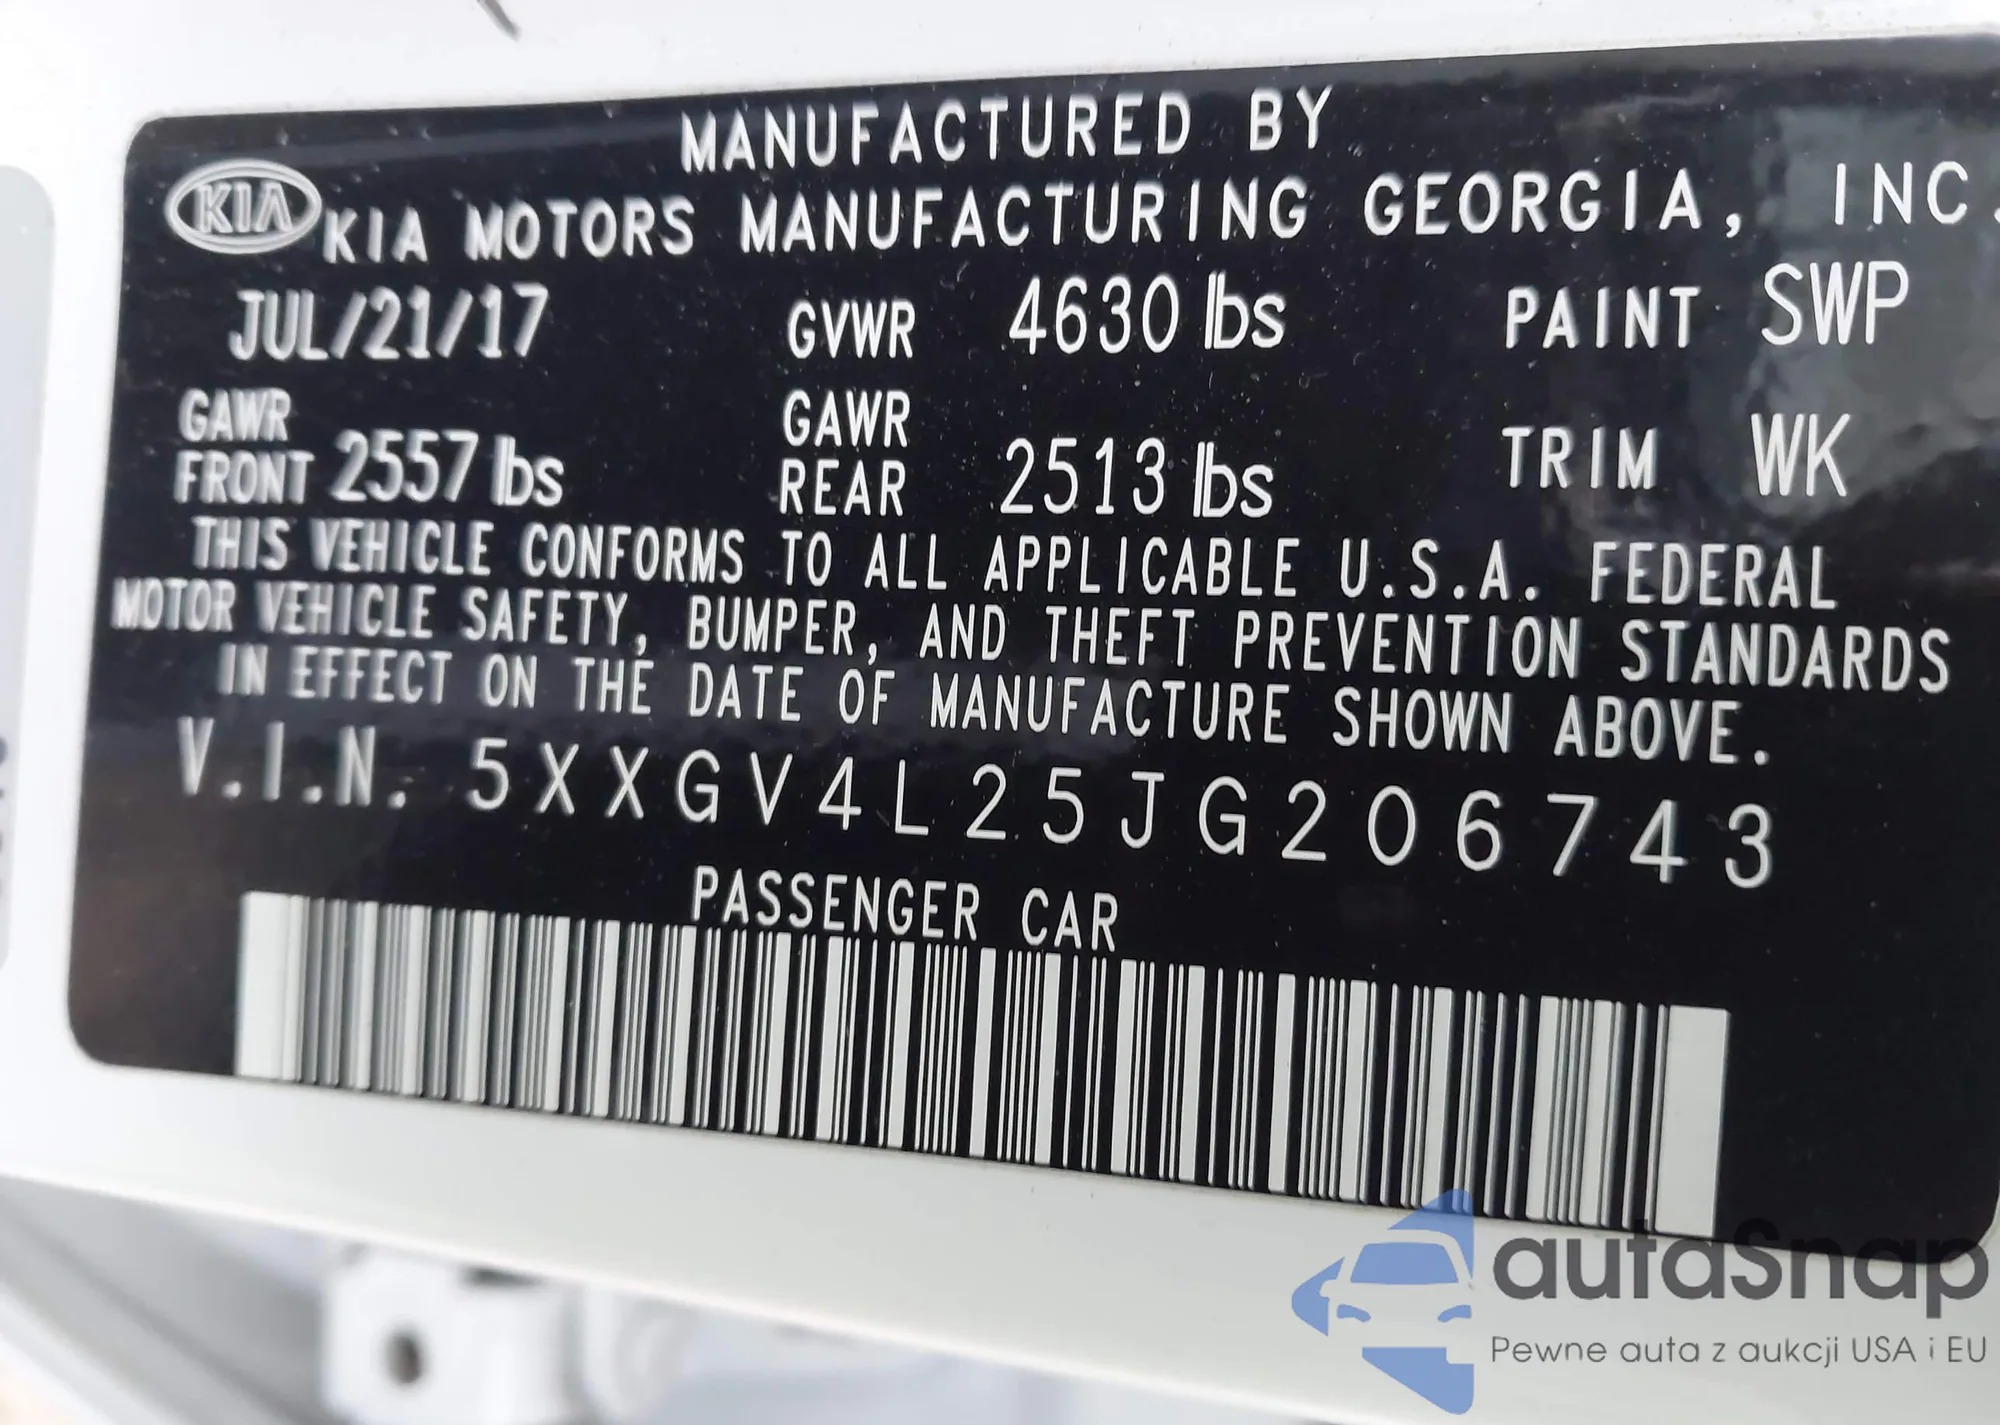 MANUFACTURED BY
KIA KIA MOTORS MANUFACTURING GEORGIA, INC.
JUL/21/17 GVWR 4630 lbs PAINT SWP
GAWR FRONT 2557 lbs GAWR REAR 2513 lbs TRIM WK
THIS VEHICLE CONFORMS TO ALL APPLICABLE U.S.A. FEDERAL
MOTOR VEHICLE SAFETY, BUMPER, AND THEFT PREVENTION STANDARDS
IN EFFECT ON THE DATE OF MANUFACTURE SHOWN ABOVE.
V.I.N. 5XXGV4L25JG206743
PASSENGER CAR
autaSnap
Pewne auta z aukcji USA i EU